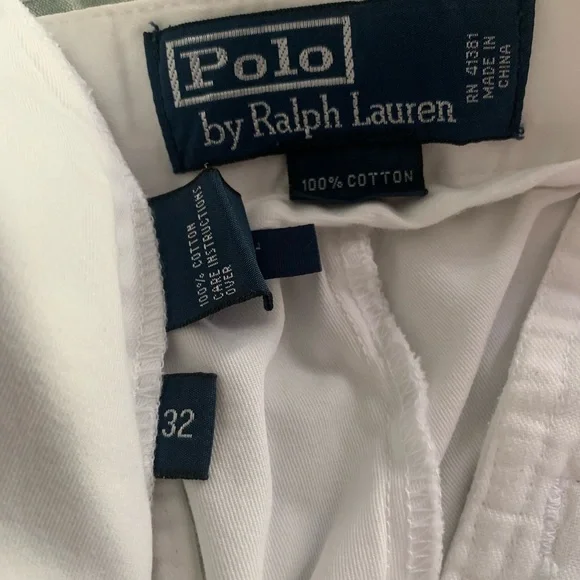 Polo
by Ralph Lauren
RN 41381
MADE IN
CHINA
100% COTTON
100% COTTON
CARE INSTRUCTIONS
OVER
32